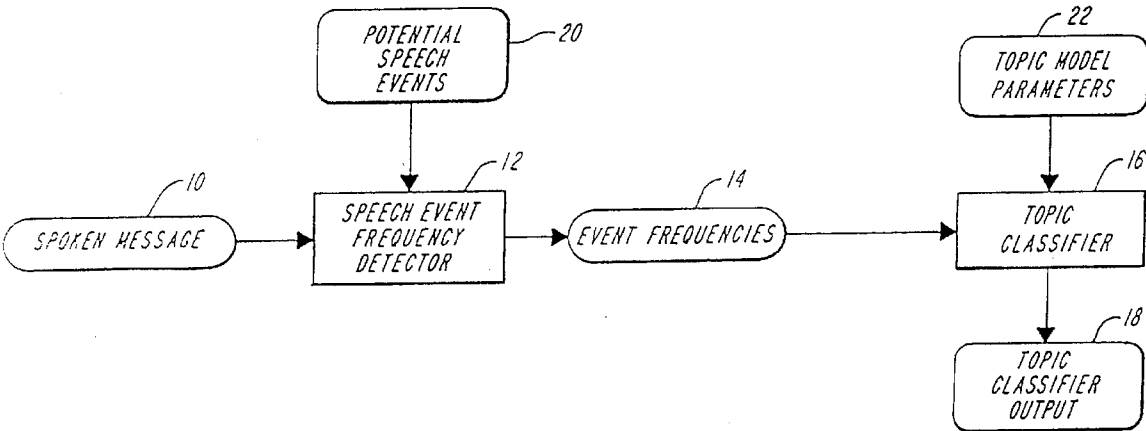 POTENTIAL
SPEECH
EVENTS
20
22
TOPIC MODEL
PARAMETERS
10
SPOKEN MESSAGE
12
SPEECH EVENT
FREQUENCY
DETECTOR
14
EVENT FREQUENCIES
16
TOPIC
CLASSIFIER
18
TOPIC
CLASSIFIER
OUTPUT